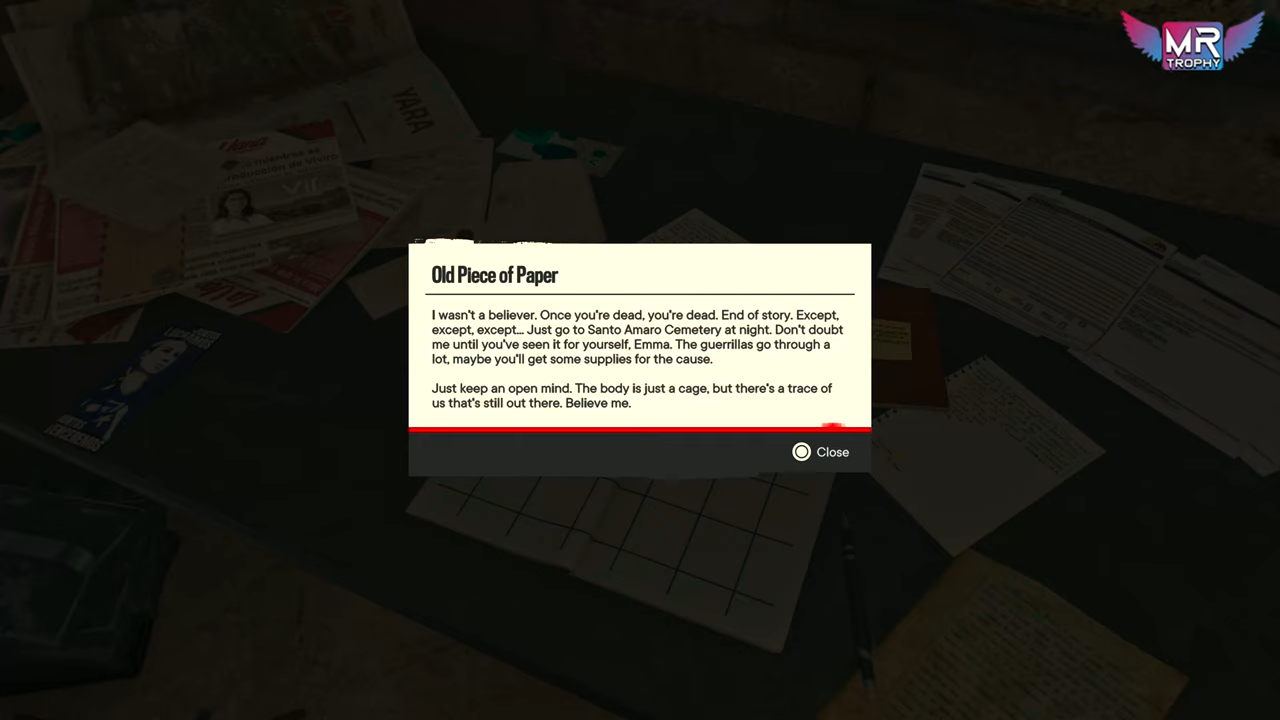 MR
TROPHY
YARA
Old Piece of Paper
I wasn't a believer. Once you're dead, you're dead. End of story. Except,
except, except... Just go to Santo Amaro Cemetery at night. Don't doubt
me until you've seen it for yourself, Emma. The guerrillas go through a
lot, maybe you'll get some supplies for the cause.
Just keep an open mind. The body is just a cage, but there's a trace of
us that's still out there. Believe me.
Close